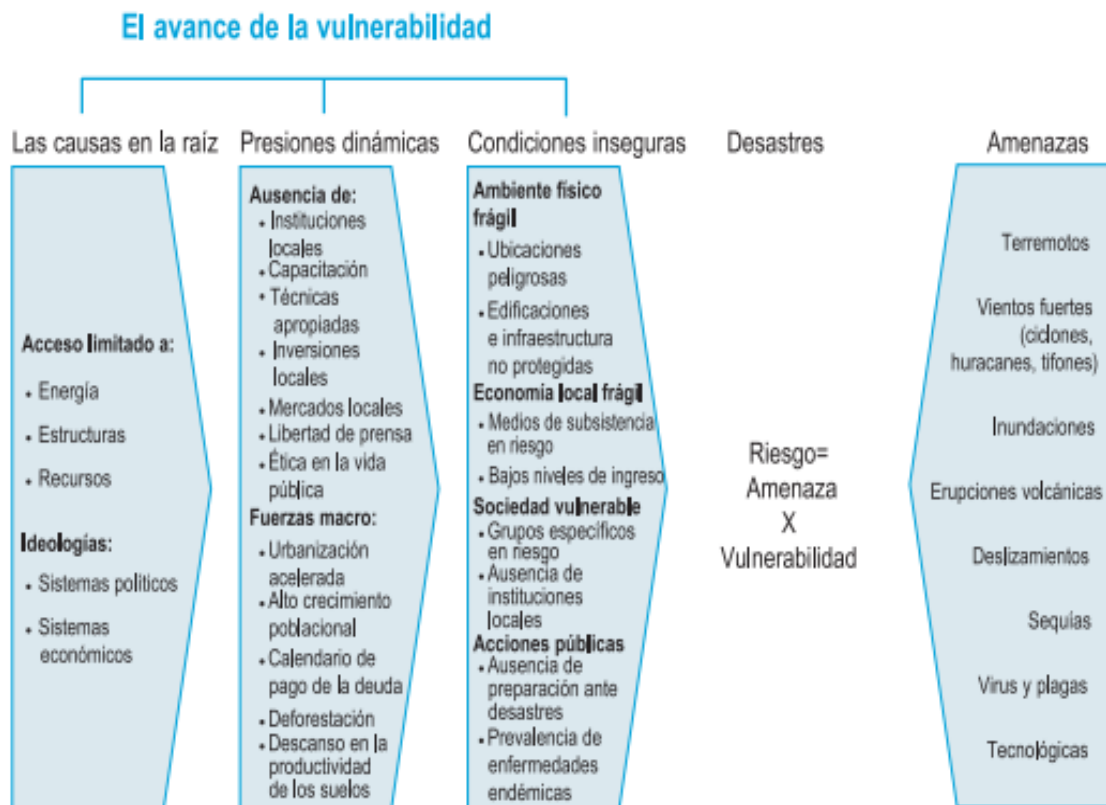 El avance de la vulnerabilidad
Las causas en la raíz
Acceso limitado a:
• Energía
• Estructuras
• Recursos
Ideologías:
• Sistemas políticos
• Sistemas
económicos
Presiones dinámicas
Ausencia de:
• Instituciones
locales
• Capacitación
• Técnicas
apropiadas
• Inversiones
locales
• Mercados locales
• Libertad de prensa
• Ética en la vida
pública
Fuerzas macro:
• Urbanización
acelerada
• Alto crecimiento
poblacional
• Calendario de
pago de la deuda
• Deforestación
• Descanso en la
productividad
de los suelos
Condiciones inseguras
Ambiente físico
frágil
• Ubicaciones
peligrosas
• Edificaciones
e infraestructura
no protegidas
Economía local frágil
• Medios de subsistencia
en riesgo
• Bajos niveles de ingreso
Sociedad vulnerable
• Grupos específicos
en riesgo
• Ausencia de
instituciones
locales
Acciones públicas
• Ausencia de
preparación ante
desastres
• Prevalencia de
enfermedades
endémicas
Desastres
Riesgo=
Amenaza
X
Vulnerabilidad
Amenazas
Terremotos
Vientos fuertes
(ciclones,
huracanes, tifones)
Inundaciones
Erupciones volcánicas
Deslizamientos
Sequías
Virus y plagas
Tecnológicas